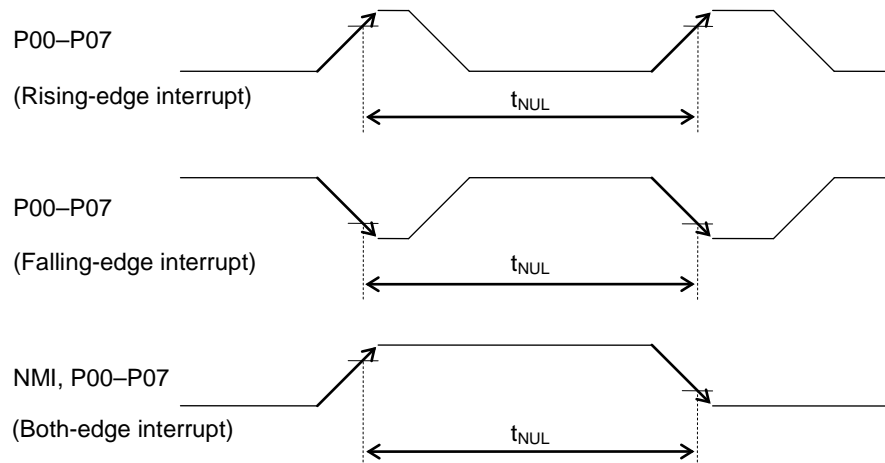 P00–P07
(Rising-edge interrupt)
tNUL
P00–P07
(Falling-edge interrupt)
tNUL
NMI, P00–P07
(Both-edge interrupt)
tNUL